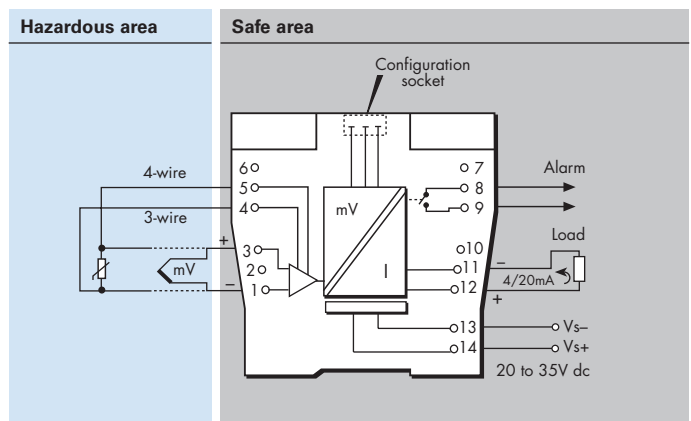 Hazardous area
Safe area
Configuration
socket
6
7
Alarm
4-wire
5
8
4
mV
9
3-wire
10
Load
+
3
–
mV
2
11
I
4/20mA
–
1
12
+
13
Vs–
14
Vs+
20 to 35V dc